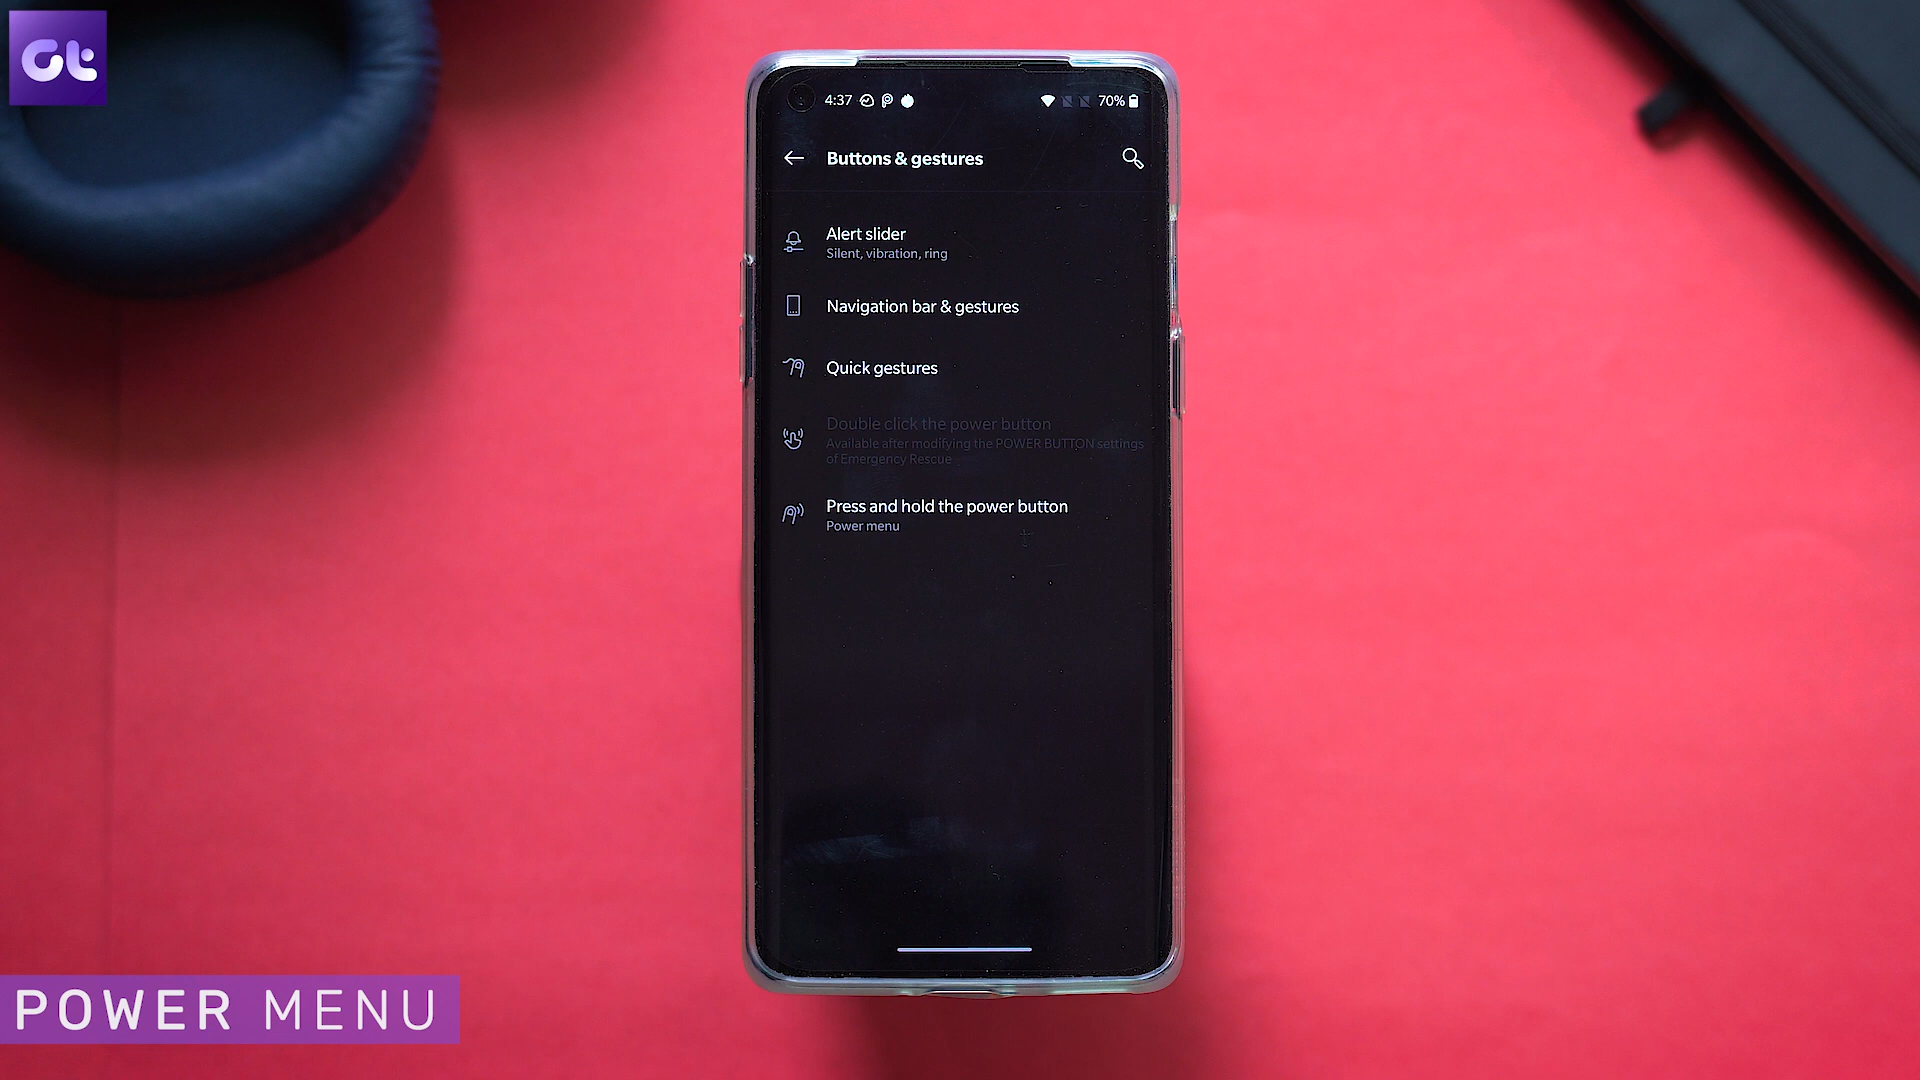 Gt
4:37
70%
Buttons & gestures
Alert slider
Silent, vibration, ring
Navigation bar & gestures
Quick gestures
Double click the power button
Available after modifying the POWER BUTTON settings
of Emergency Rescue
Press and hold the power button
Power menu
POWER MENU